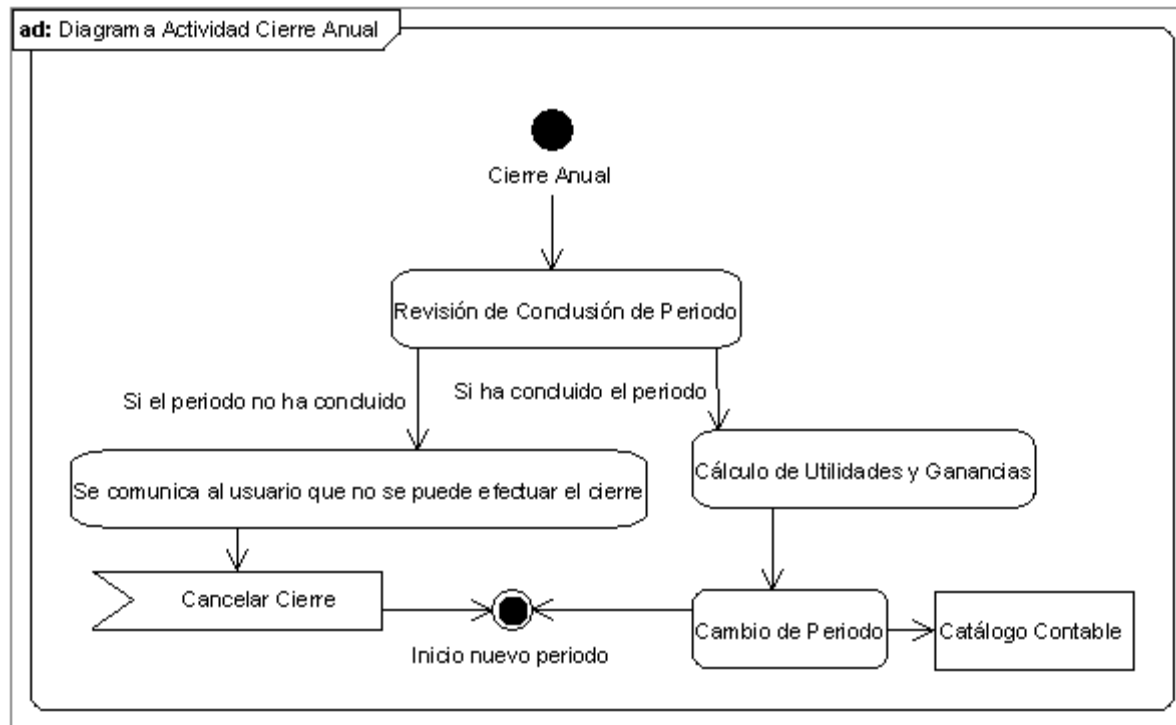 ad: Diagrama Actividad Cierre Anual
Cierre Anual
Revisión de Conclusión de Periodo
Si el periodo no ha concluido
Si ha concluido el periodo
Se comunica al usuario que no se puede efectuar el cierre
Cálculo de Utilidades y Ganancias
Cancelar Cierre
Inicio nuevo periodo
Cambio de Periodo
Catálogo Contable